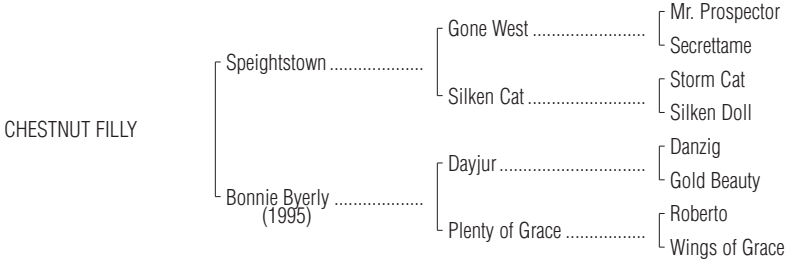 Mr. Prospector
Gone West ........................
Secrettame
Speightstown ....................
Storm Cat
Silken Cat .........................
Silken Doll
CHESTNUT FILLY
Danzig
Dayjur ..............................
Gold Beauty
Bonnie Byerly ...................
(1995)
Roberto
Plenty of Grace .................
Wings of Grace